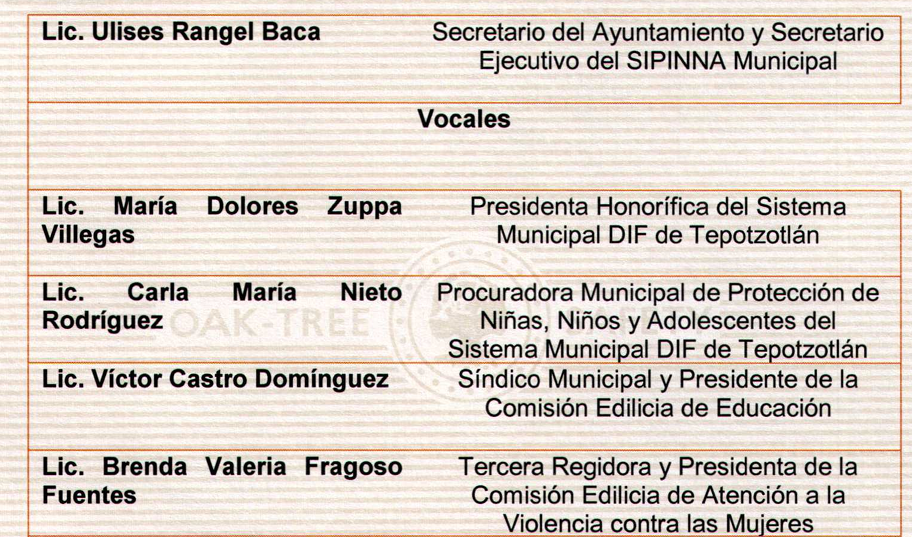 Lic. Ulises Rangel Baca
Secretario del Ayuntamiento y Secretario
Ejecutivo del SIPINNA Municipal
Vocales
Lic. María Dolores Zuppa
Villegas
Presidenta Honorífica del Sistema
Municipal DIF de Tepotzotlán
Lic. Carla María Nieto
Rodríguez
Procuradora Municipal de Protección de
Niñas, Niños y Adolescentes del
Sistema Municipal DIF de Tepotzotlán
OAK-TREE
Lic. Víctor Castro Domínguez
Síndico Municipal y Presidente de la
Comisión Edilicia de Educación
Lic. Brenda Valeria Fragoso
Fuentes
Tercera Regidora y Presidenta de la
Comisión Edilicia de Atención a la
Violencia contra las Mujeres